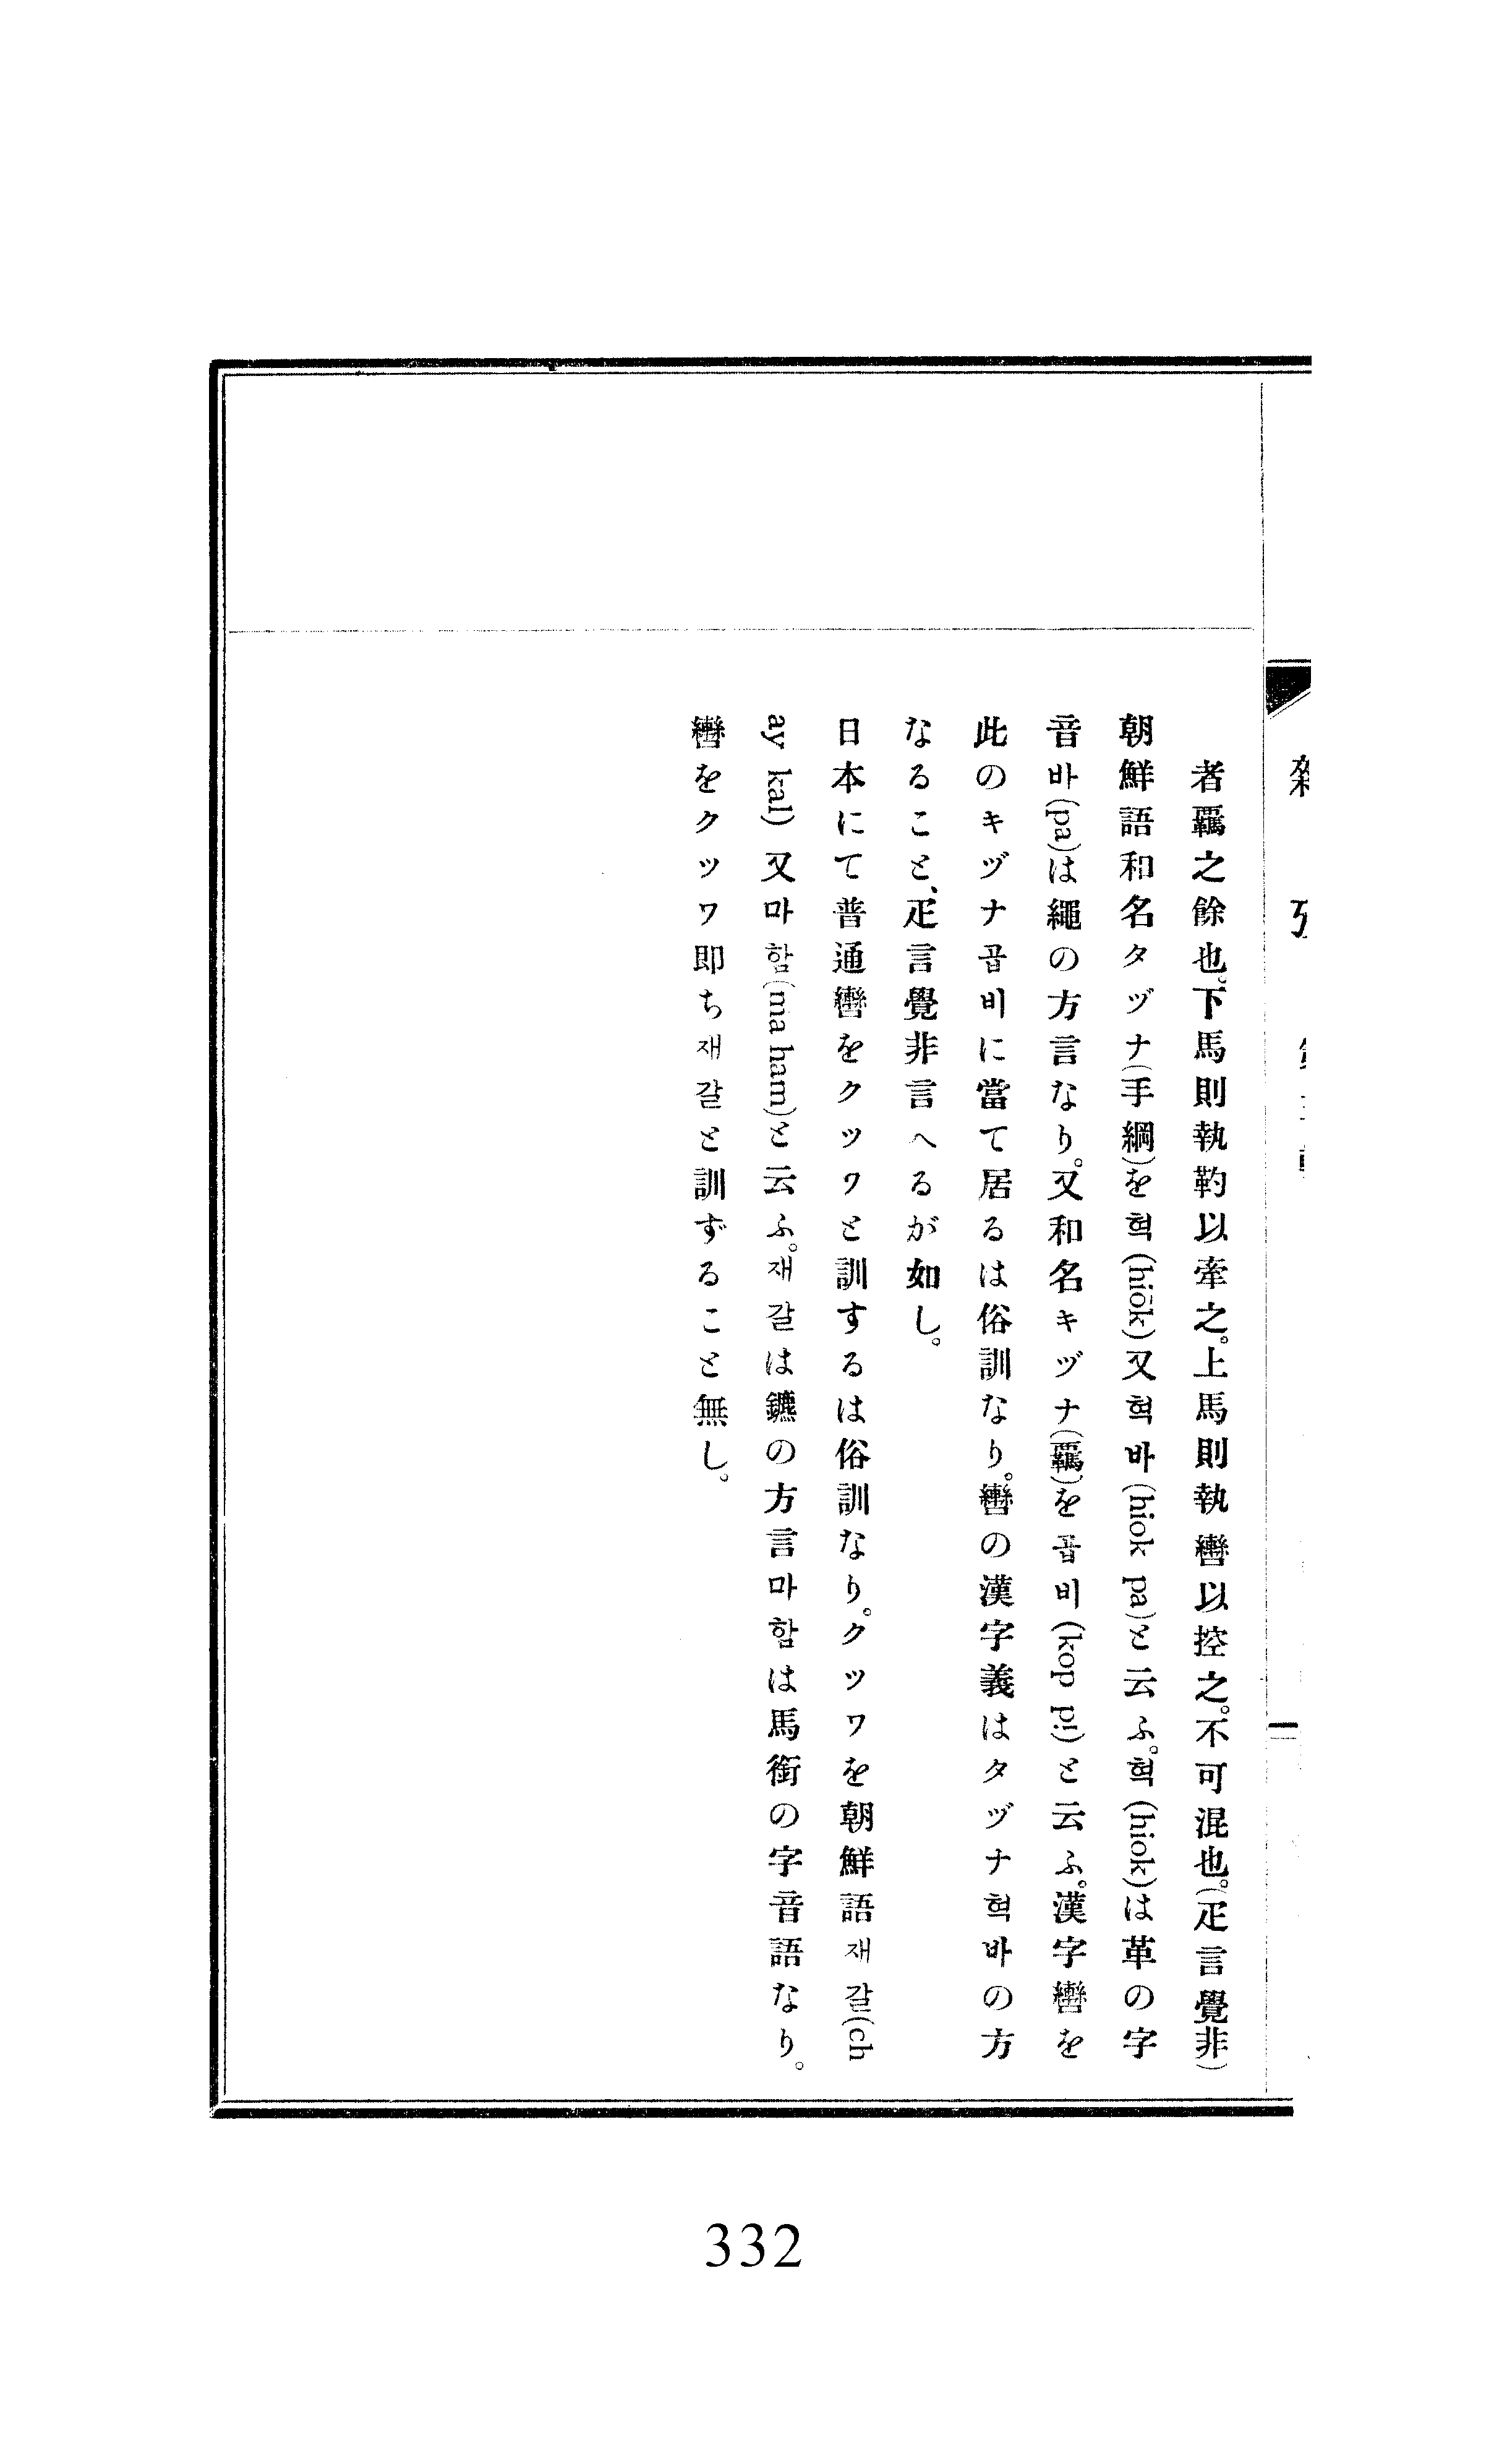 雜 攷
者羈之餘也。下馬則執靮以牽之。上馬則執轡以控之。不可混也。(疋言覺非)
朝鮮語和名タヅナ(手綱)を혁(hiŏk)又혁바(hiok pa)と云ふ。혁(hiok)は革の字
音바(pa)は繩の方言なり。又和名キヅナ(羈)を곱비(kop pi)と云ふ。漢字轡を
此のキヅナ곱비に當て居るは俗訓なり。轡の漢字義はタヅナ혁바の方
なること、疋言覺非言へるが如し。
日本にて普通轡をクツワと訓するは俗訓なり。クツワを朝鮮語재갈(ch
ay kal)又마함(ma ham)と云ふ。재갈は鑣の方言마함は馬銜の字音語なり。
轡をクツワ即ち재갈と訓ずること無し。
332